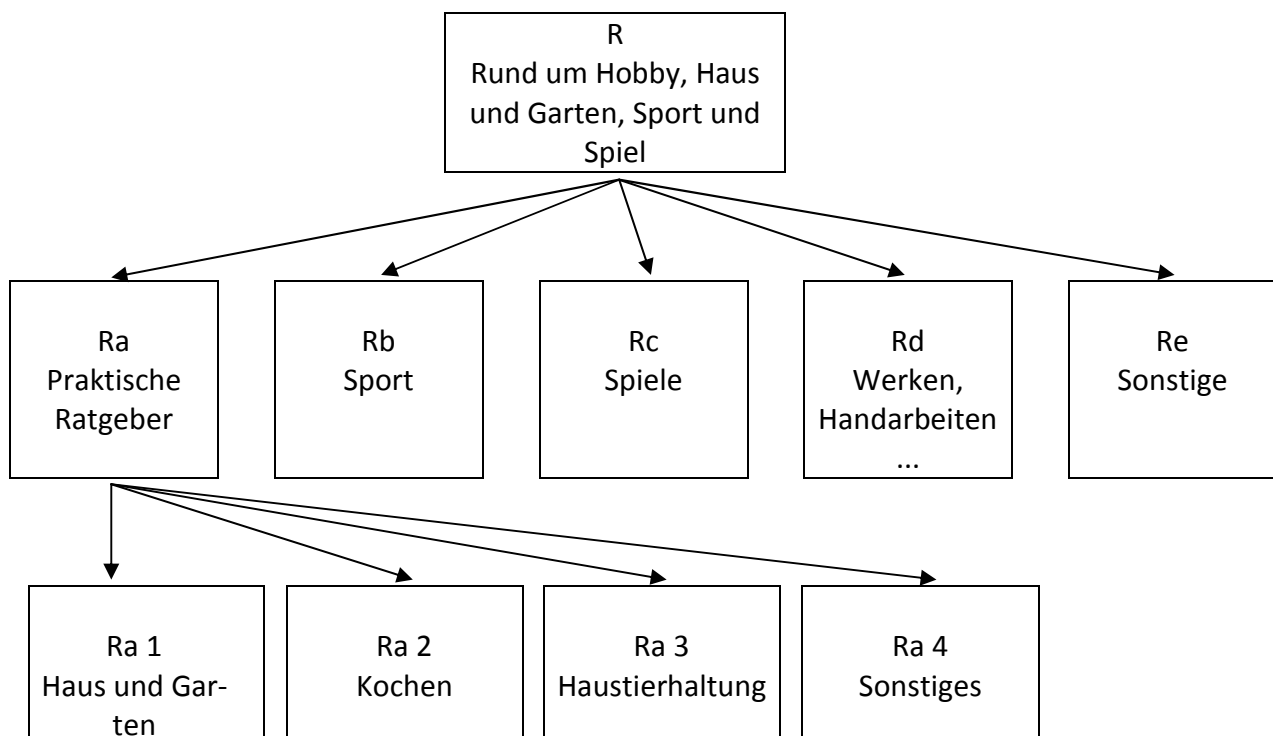 R
Rund um Hobby, Haus
und Garten, Sport und
Spiel
Ra
Praktische
Ratgeber
Rb
Sport
Rc
Spiele
Rd
Werken,
Handarbeiten
...
Re
Sonstige
Ra 1
Haus und Gar-
ten
Ra 2
Kochen
Ra 3
Haustierhaltung
Ra 4
Sonstiges